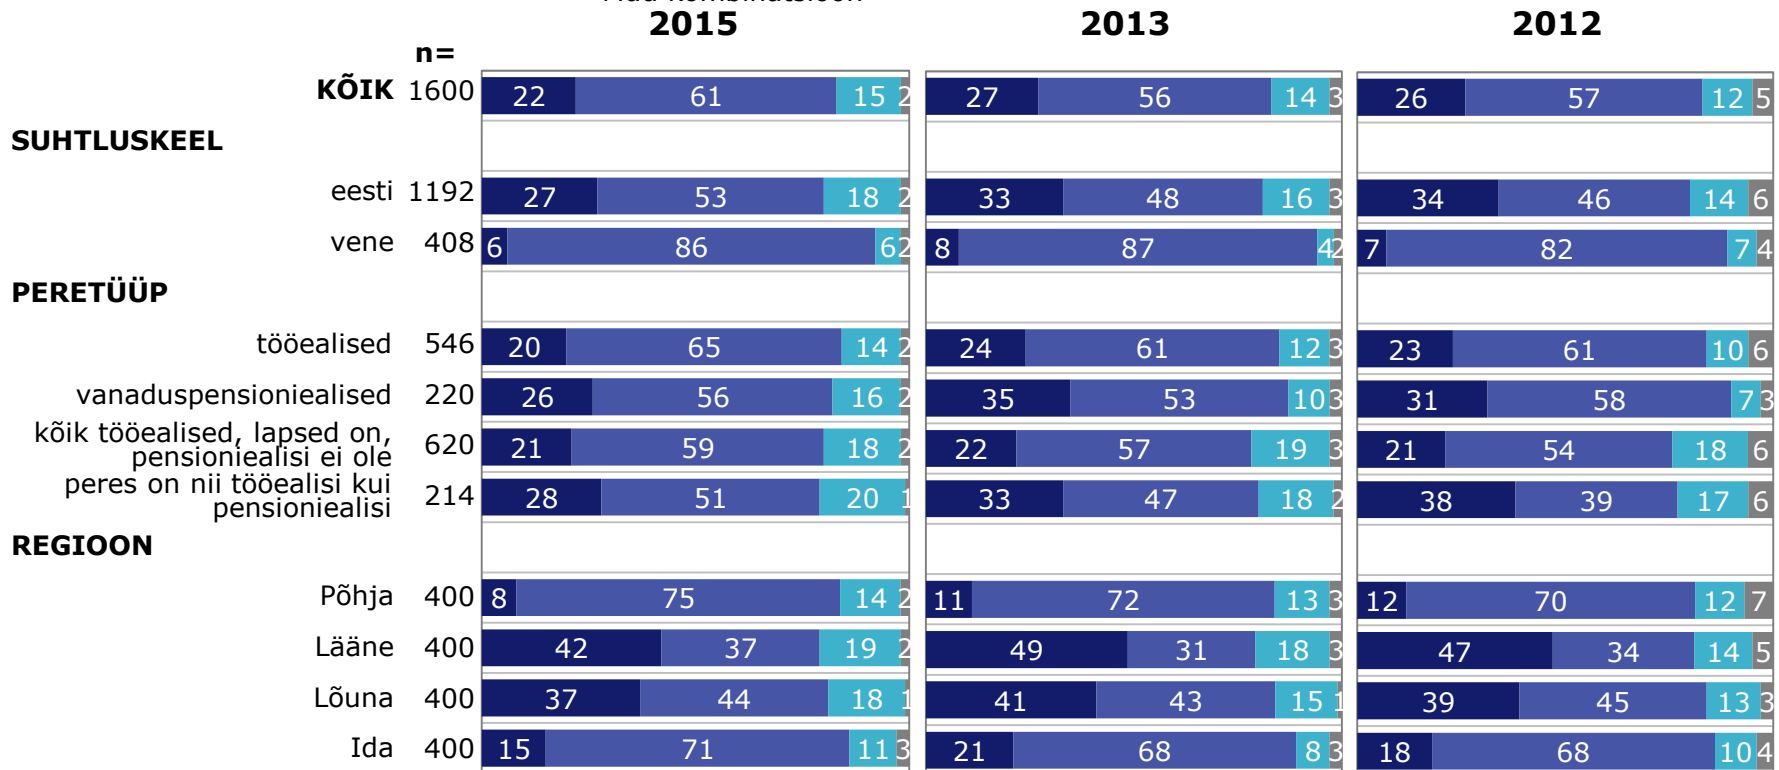 Muu kombinatsioon
2015 2013 2012
n=
KÕIK 1600 22 61 15 2 27 56 14 3 26 57 12 5
SUHTLUSKEEL
eesti 1192 27 53 18 2 33 48 16 3 34 46 14 6
vene 408 6 86 6 2 8 87 4 2 7 82 7 4
PERETÜÜP
tööealised 546 20 65 14 2 24 61 12 3 23 61 10 6
vanaduspensioniealised 220 26 56 16 2 35 53 10 3 31 58 7 3
kõik tööealised, lapsed on,
pensioniealisi ei ole 620 21 59 18 2 22 57 19 3 21 54 18 6
peres on nii tööealisi kui
pensioniealisi 214 28 51 20 1 33 47 18 2 38 39 17 6
REGIOON
Põhja 400 8 75 14 2 11 72 13 3 12 70 12 7
Lääne 400 42 37 19 2 49 31 18 3 47 34 14 5
Lõuna 400 37 44 18 1 41 43 15 1 39 45 13 3
Ida 400 15 71 11 3 21 68 8 3 18 68 10 4